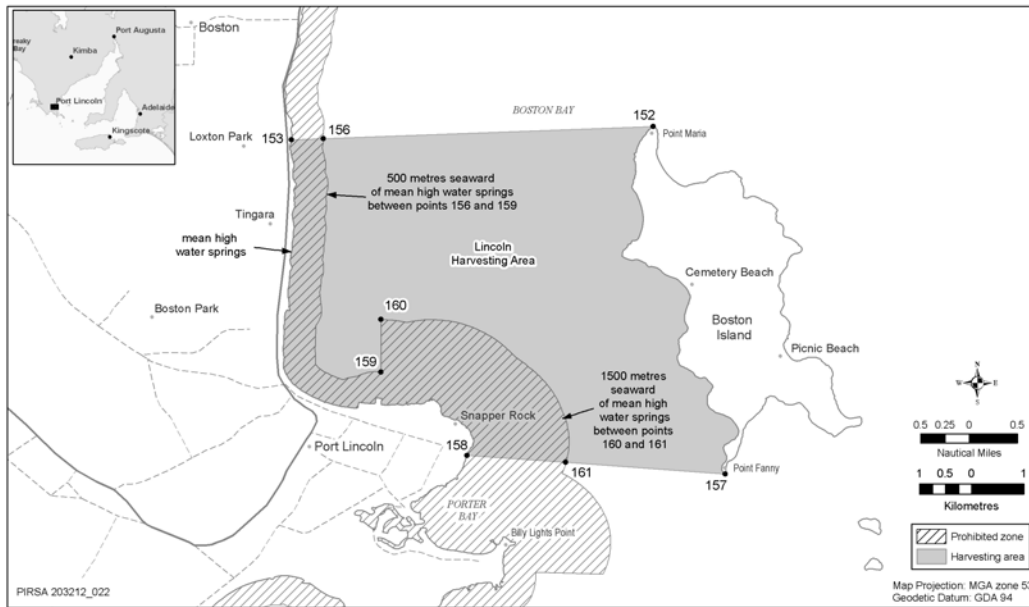 reaky
Bay
Port Augusta
Kimba
Port Lincoln
Adelaide
Kingscote
Boston
BOSTON BAY
152
Point Maria
Loxton Park
153
156
500 metres seaward
of mean high water springs
between points 156 and 159
Tingara
mean high
water springs
Lincoln
Harvesting Area
Cemetery Beach
Boston Park
160
Boston
Island
Picnic Beach
159
1500 metres
seaward
of mean high
water springs
between points
160 and 161
Snapper Rock
Port Lincoln
158
161
Point Fanny
157
PORTER
BAY
Billy Lights Point
N
W
E
S
0.5 0.25 0 0.5
Nautical Miles
1 0.5 0 1
Kilometres
Prohibited zone
Harvesting area
PIRSA 203212_022
Map Projection: MGA zone 53
Geodetic Datum: GDA 94